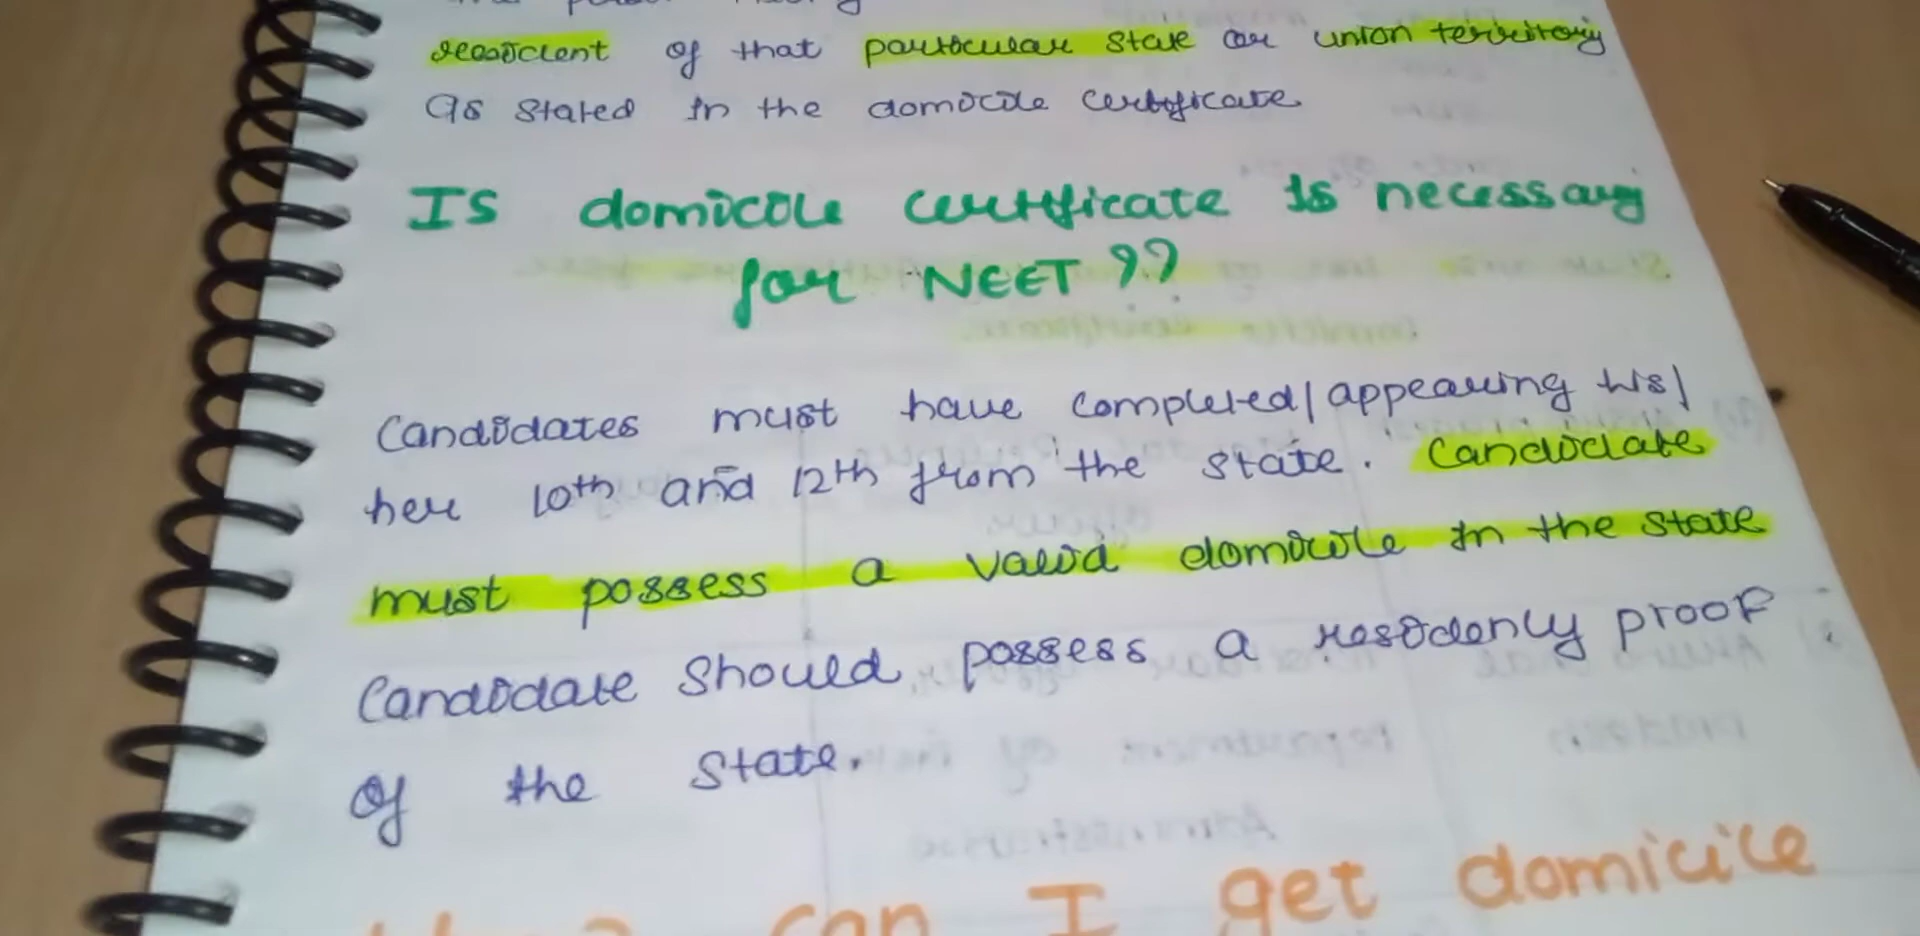 resident of that particular state or union territory
as stated in the domicile certificate
Is domicile certificate is necessary
for NEET ??
Candidates must have completed/appearing his/
her 10th and 12th from the state. Candidate
must possess a valid domicile in the state
Candidate should possess a residenly proof
of the state.
can I get domicile